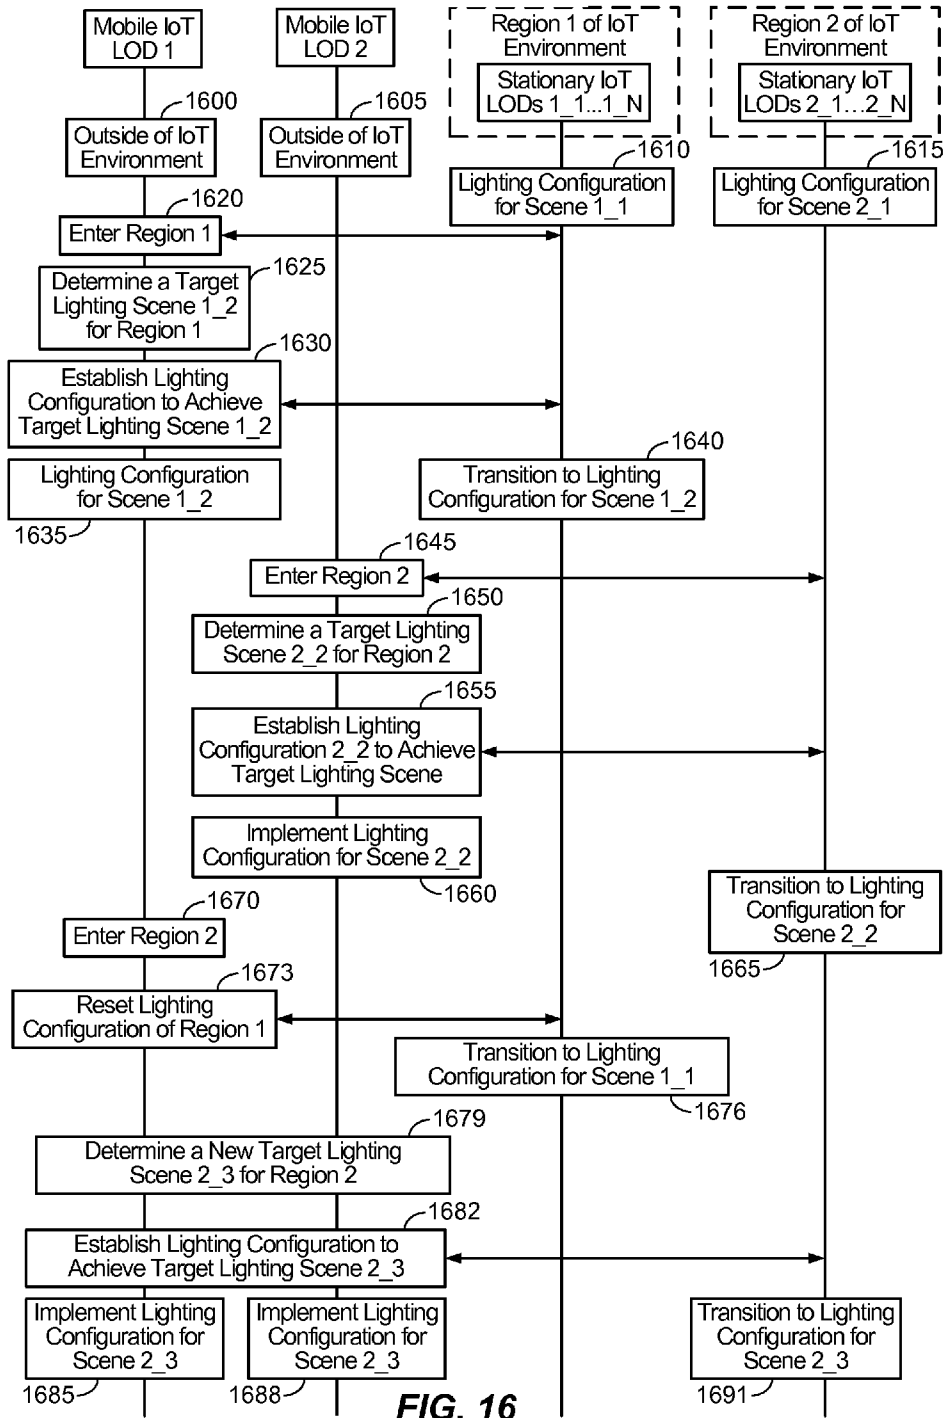 Mobile IoT
LOD 1
Mobile IoT
LOD 2
Region 1 of IoT
Environment
Stationary IoT
LODs 1_1...1_N
Region 2 of IoT
Environment
Stationary IoT
LODs 2_1...2_N
1600
Outside of IoT
Environment
1605
Outside of IoT
Environment
1610
Lighting Configuration
for Scene 1_1
1615
Lighting Configuration
for Scene 2_1
1620
Enter Region 1
1625
Determine a Target
Lighting Scene 1_2
for Region 1
1630
Establish Lighting
Configuration to Achieve
Target Lighting Scene 1_2
Lighting Configuration
for Scene 1_2
1635
1640
Transition to Lighting
Configuration for Scene 1_2
1645
Enter Region 2
1650
Determine a Target Lighting
Scene 2_2 for Region 2
1655
Establish Lighting
Configuration 2_2 to Achieve
Target Lighting Scene
Implement Lighting
Configuration for Scene 2_2
1660
Transition to Lighting
Configuration for
Scene 2_2
1665
1670
Enter Region 2
1673
Reset Lighting
Configuration of Region 1
Transition to Lighting
Configuration for Scene 1_1
1676
1679
Determine a New Target Lighting
Scene 2_3 for Region 2
1682
Establish Lighting Configuration to
Achieve Target Lighting Scene 2_3
Implement Lighting
Configuration for
Scene 2_3
1685
Implement Lighting
Configuration for
Scene 2_3
1688
Transition to Lighting
Configuration for
Scene 2_3
1691
FIG. 16